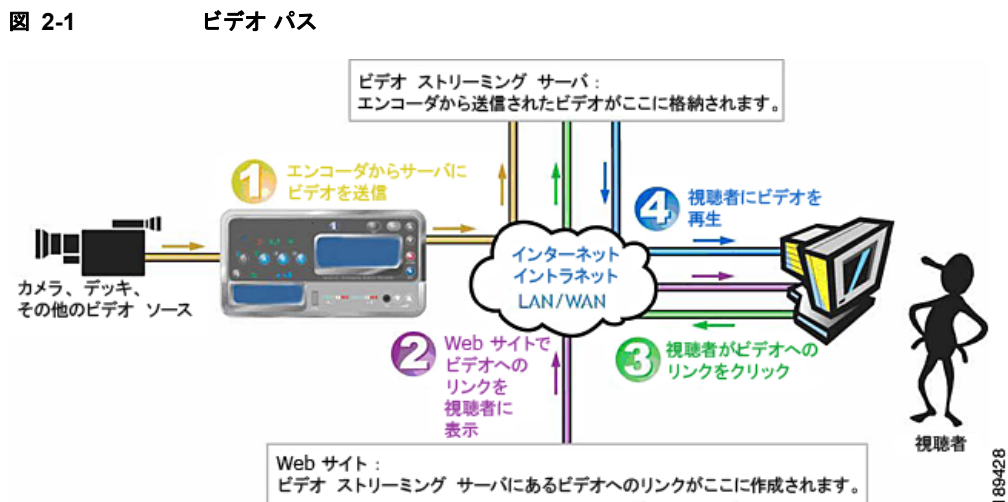 図 2-1 ビデオ パス
ビデオ ストリーミング サーバ：
エンコーダから送信されたビデオがここに格納されます。
1
エンコーダからサーバに
ビデオを送信
4
視聴者にビデオを
再生
カメラ、デッキ、
その他のビデオ ソース
1
インターネット
イントラネット
LAN/WAN
2
Web サイトで
ビデオへの
リンクを
視聴者に
表示
3
視聴者がビデオへの
リンクをクリック
視聴者
Web サイト：
ビデオ ストリーミング サーバにあるビデオへのリンクがここに作成されます。
189428